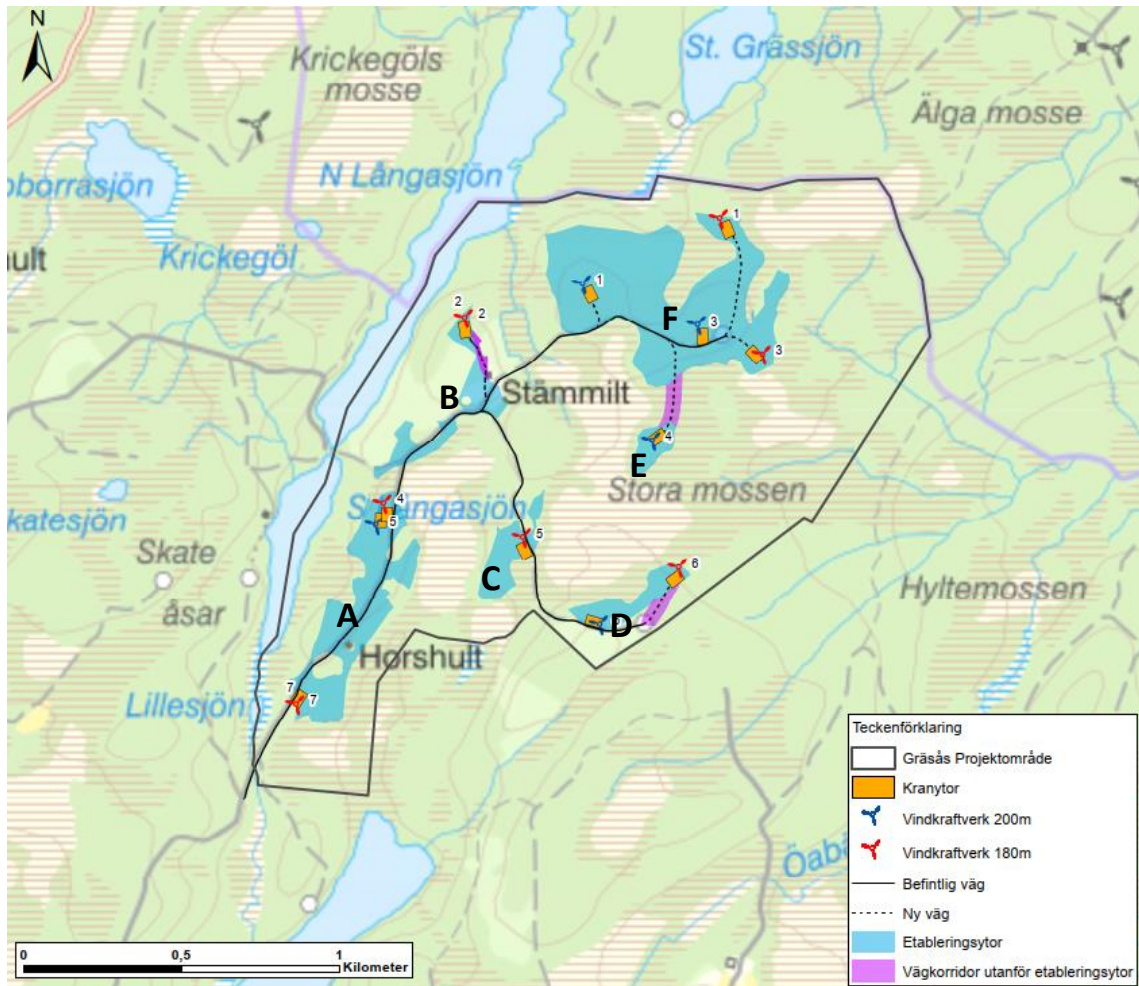 N
St. Grässjön
Krickegöls
mosse
Älga mosse
oborrasjön
N Långasjön
Krickegöl
ult
1
1
2
2
F
3
3
Stämmilt
B
4
E
katesjön
4
5
Stora mossen
Skate
åsar
5
C
6
Hyltemossen
A
D
Horshult
7
7
Lillesjön
Teckenförklaring
Gräsås Projektområde
Kranytor
Vindkraftverk 200m
Vindkraftverk 180m
Befintlig väg
Ny väg
Etableringsytor
Vägkorridor utanför etableringsytor
0
0,5
1
Kilometer